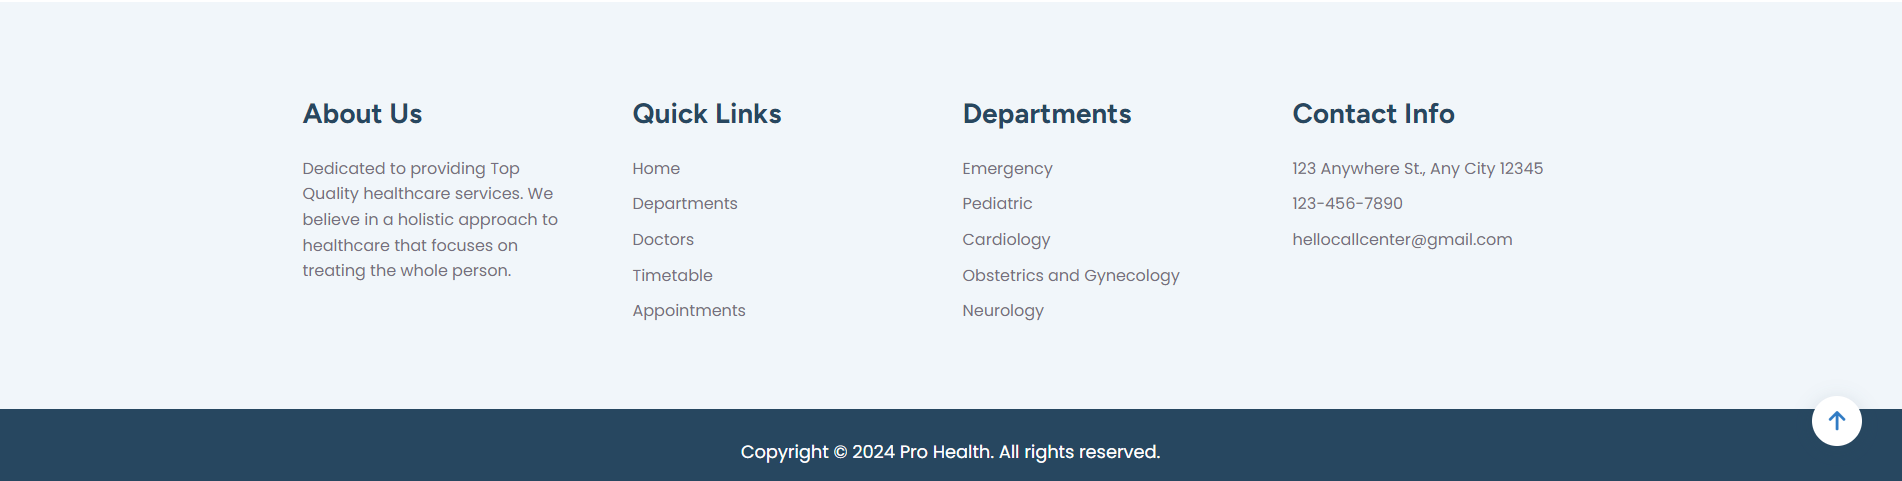 About Us
Dedicated to providing Top
Quality healthcare services. We
believe in a holistic approach to
healthcare that focuses on
treating the whole person.
Quick Links
Home
Departments
Doctors
Timetable
Appointments
Departments
Emergency
Pediatric
Cardiology
Obstetrics and Gynecology
Neurology
Contact Info
123 Anywhere St., Any City 12345
123-456-7890
hellocallcenter@gmail.com
Copyright © 2024 Pro Health. All rights reserved.